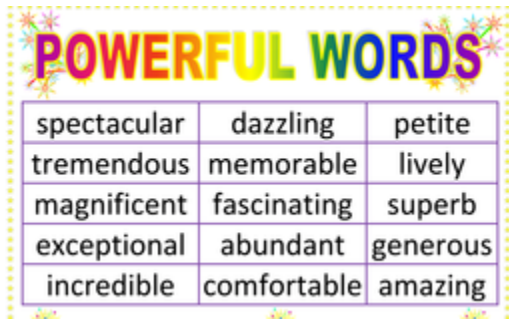 POWERFUL WORDS
spectacular dazzling petite
tremendous memorable lively
magnificent fascinating superb
exceptional abundant generous
incredible comfortable amazing